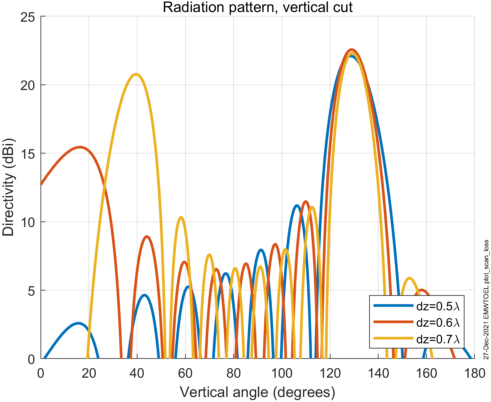 Radiation pattern, vertical cut
25
20
15
10
5
0
Directivity (dBi)
0 20 40 60 80 100 120 140 160 180
Vertical angle (degrees)
dz=0.5λ
dz=0.6λ
dz=0.7λ
27-Dec-2021 EMWTOEL plot_scan_loss